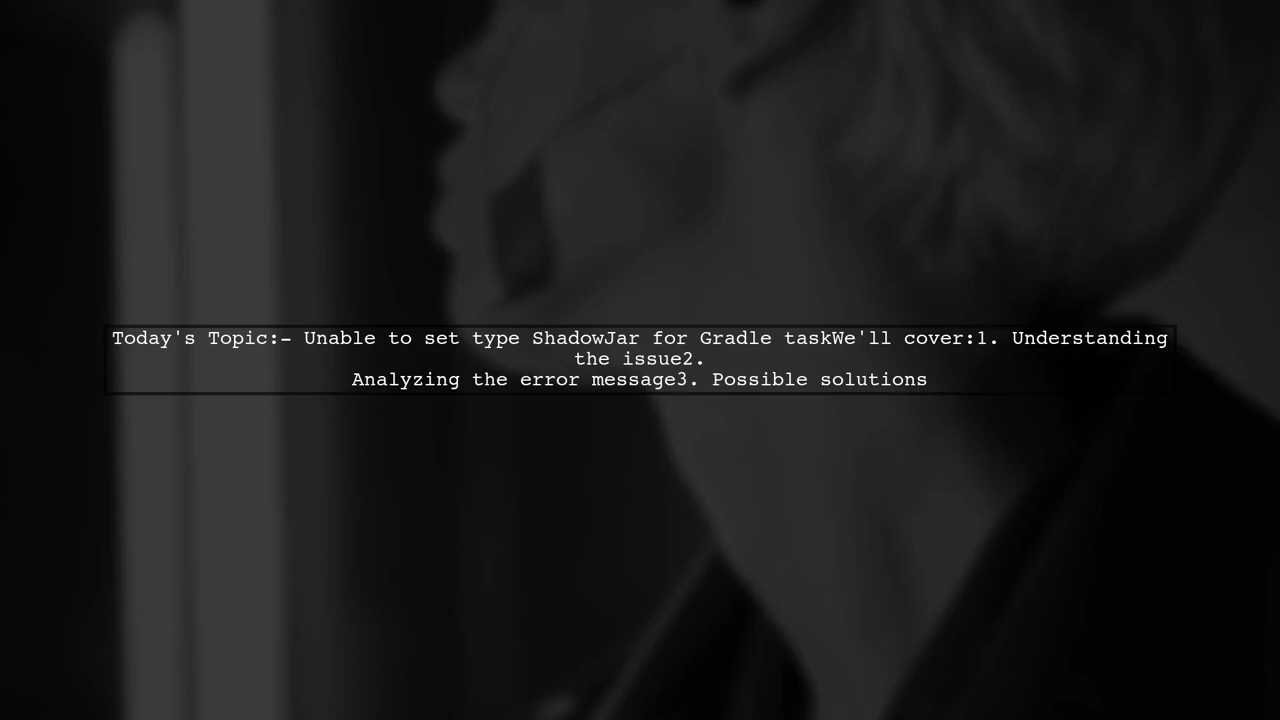 Today's Topic:- Unable to set type ShadowJar for Gradle taskWe'll cover:1. Understanding
the issue2.
Analyzing the error message3. Possible solutions